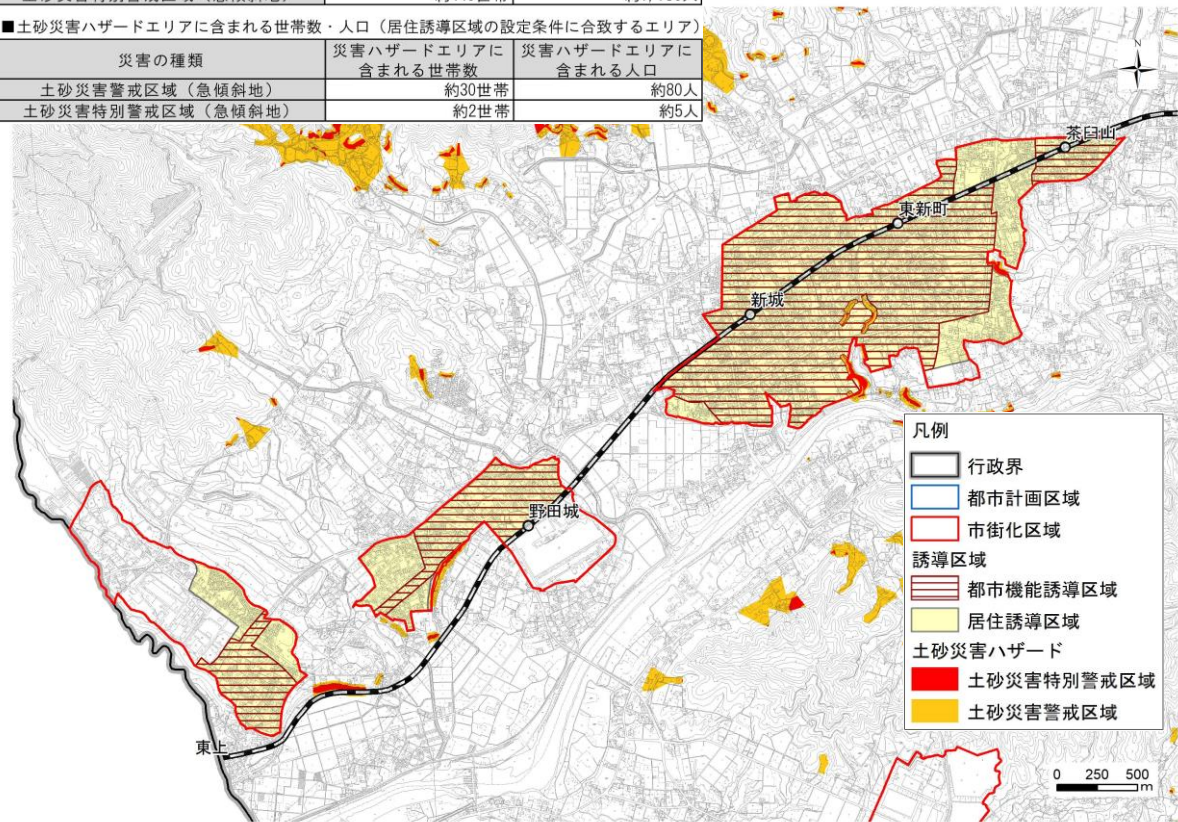 ■土砂災害ハザードエリアに含まれる世帯数・人口（居住誘導区域の設定条件に合致するエリア）
災害の種類 災害ハザードエリアに含まれる世帯数 災害ハザードエリアに含まれる人口
土砂災害警戒区域（急傾斜地） 約30世帯 約80人
土砂災害特別警戒区域（急傾斜地） 約2世帯 約5人
N
茶臼山
東新町
新城
野田城
東上
凡例
行政界
都市計画区域
市街化区域
誘導区域
都市機能誘導区域
居住誘導区域
土砂災害ハザード
土砂災害特別警戒区域
土砂災害警戒区域
0 250 500
m